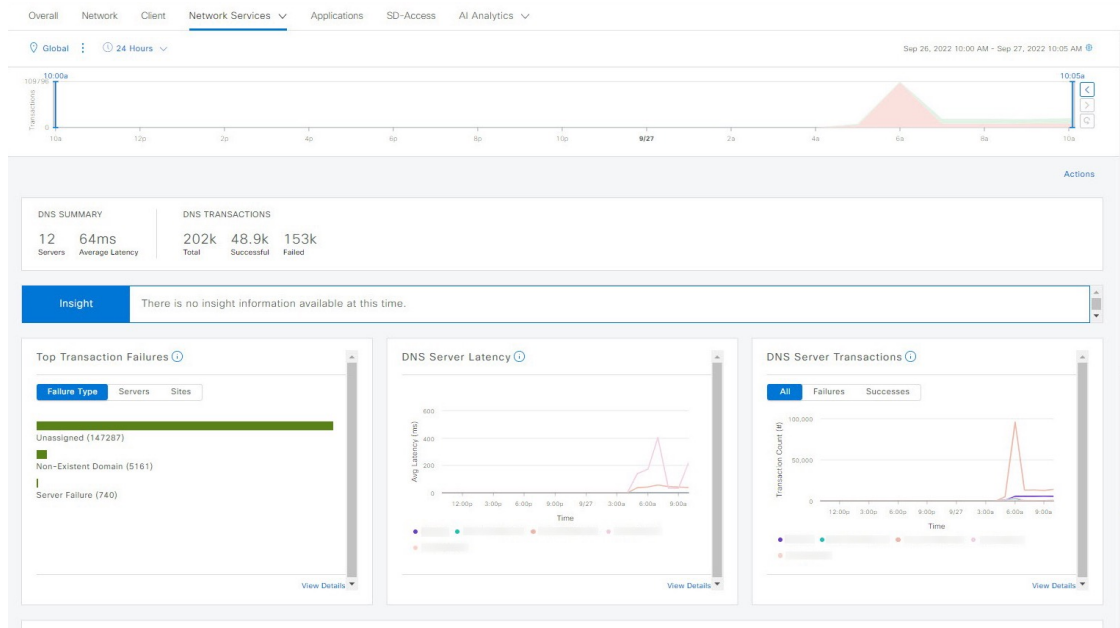 Overall Network Client Network Services Applications SD-Access AI Analytics
Global 24 Hours Sep 26, 2022 10:00 AM - Sep 27, 2022 10:05 AM
10:00a 10:05a
109796
Transactions
0
10a 12p 2p 4p 6p 8p 10p 9/27 2a 4a 6a 8a 10a
Actions
DNS SUMMARY DNS TRANSACTIONS
12 64ms 202k 48.9k 153k
Servers Average Latency Total Successful Failed
Insight There is no insight information available at this time.
Top Transaction Failures
Failure Type Servers Sites
Unassigned (147287)
Non-Existent Domain (5161)
Server Failure (740)
View Details
DNS Server Latency
Avg Latency (ms)
600
400
200
0
12:00p 3:00p 6:00p 9:00p 9/27 3:00a 6:00a 9:00a
Time
View Details
DNS Server Transactions
All Failures Successes
Transaction Count (#)
100,000
50,000
0
12:00p 3:00p 6:00p 9:00p 9/27 3:00a 6:00a 9:00a
Time
View Details